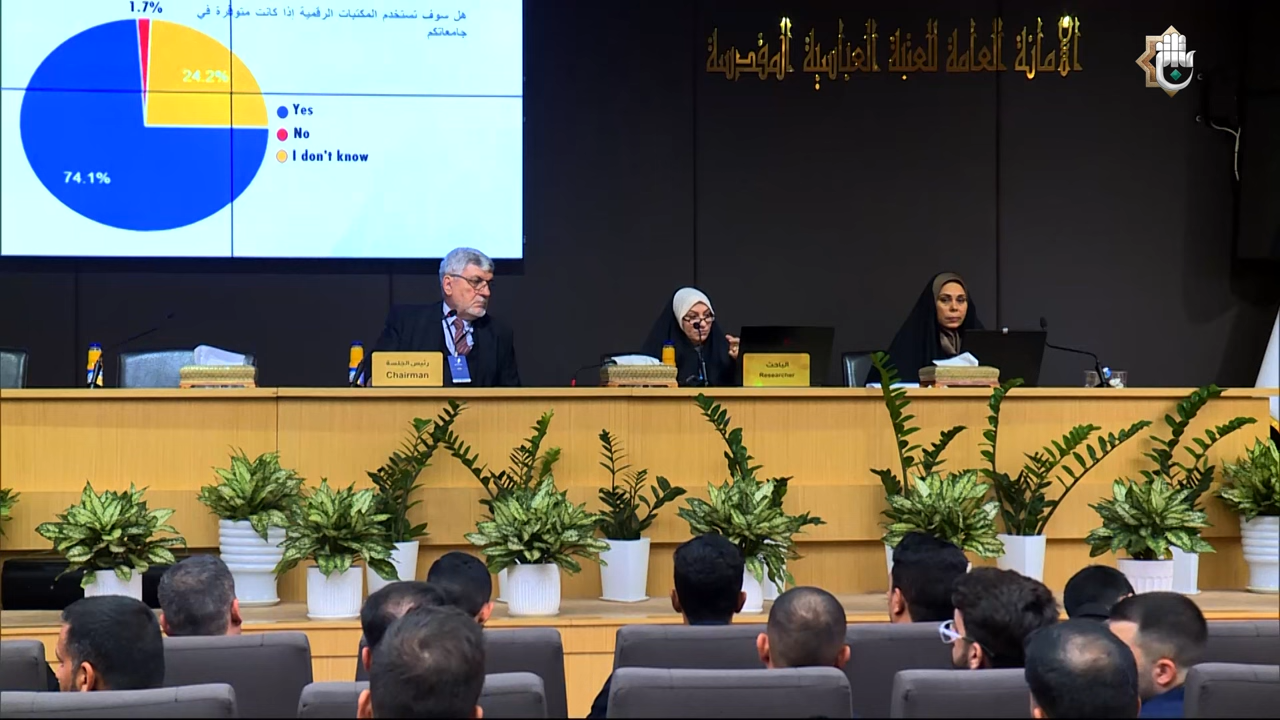 1.7%
هل سوف تستخدم المكتبات الرقمية اذا كانت متوفرة في
جامعاتكم
24.2%
74.1%
Yes
No
I don't know
الأمانة العامة للعتبة العباسية المقدسة
رئيس الجلسة
Chairman
الباحث
Researcher